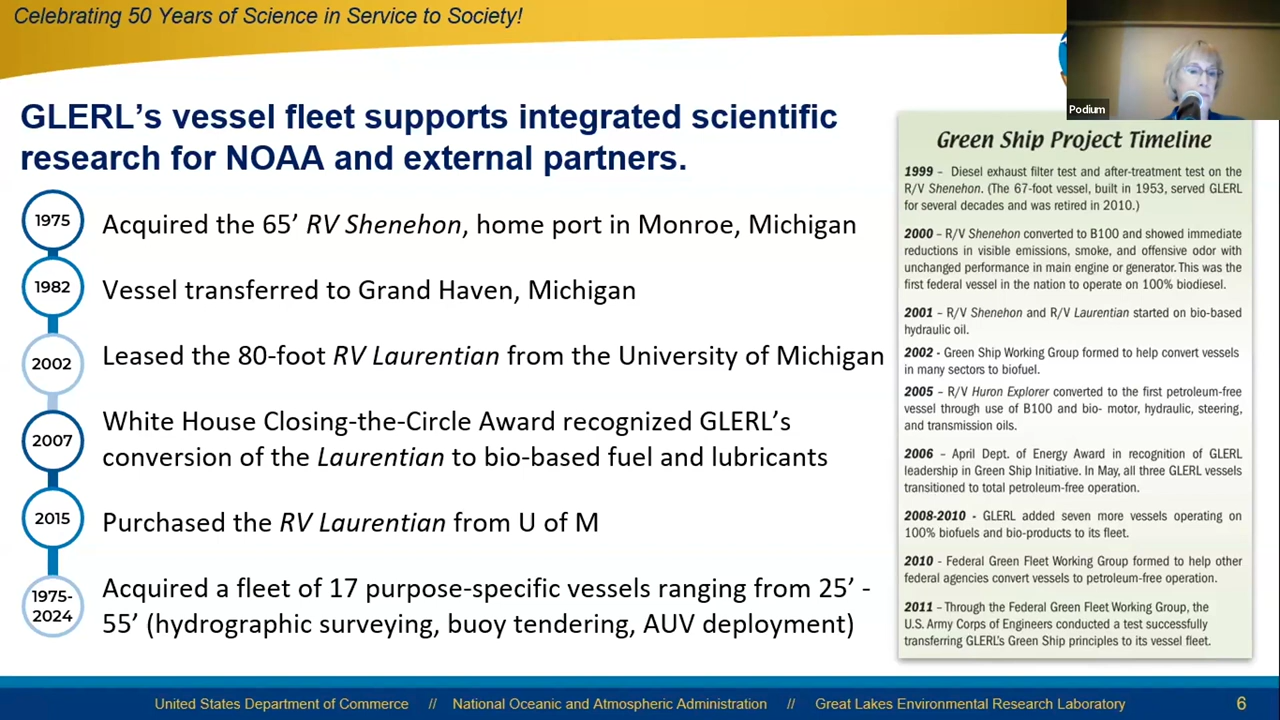 Celebrating 50 Years of Science in Service to Society!
Podium
GLERL’s vessel fleet supports integrated scientific
research for NOAA and external partners.
1975
Acquired the 65’ RV Shenehon, home port in Monroe, Michigan
1982
Vessel transferred to Grand Haven, Michigan
2002
Leased the 80-foot RV Laurentian from the University of Michigan
2007
White House Closing-the-Circle Award recognized GLERL’s
conversion of the Laurentian to bio-based fuel and lubricants
2015
Purchased the RV Laurentian from U of M
1975-
2024
Acquired a fleet of 17 purpose-specific vessels ranging from 25’ -
55’ (hydrographic surveying, buoy tendering, AUV deployment)
Green Ship Project Timeline
1999 – Diesel exhaust filter test and after-treatment test on the
R/V Shenehon. (The 67-foot vessel, built in 1953, served GLERL
for several decades and was retired in 2010.)
2000 – R/V Shenehon converted to B100 and showed immediate
reductions in visible emissions, smoke, and offensive odor with
unchanged performance in main engine or generator. This was the
first federal vessel in the nation to operate on 100% biodiesel.
2001 – R/V Shenehon and R/V Laurentian started on bio-based
hydraulic oil.
2002 - Green Ship Working Group formed to help convert vessels
in many sectors to biofuel.
2005 - R/V Huron Explorer converted to the first petroleum-free
vessel through use of B100 and bio- motor, hydraulic, steering,
and transmission oils.
2006 – April Dept. of Energy Award in recognition of GLERL
leadership in Green Ship Initiative. In May, all three GLERL vessels
transitioned to total petroleum-free operation.
2008-2010 - GLERL added seven more vessels operating on
100% biofuels and bio-products to its fleet.
2010 - Federal Green Fleet Working Group formed to help other
federal agencies convert vessels to petroleum-free operation.
2011 – Through the Federal Green Fleet Working Group, the
U.S. Army Corps of Engineers conducted a test successfully
transferring GLERL’s Green Ship principles to its vessel fleet.
United States Department of Commerce // National Oceanic and Atmospheric Administration // Great Lakes Environmental Research Laboratory 6